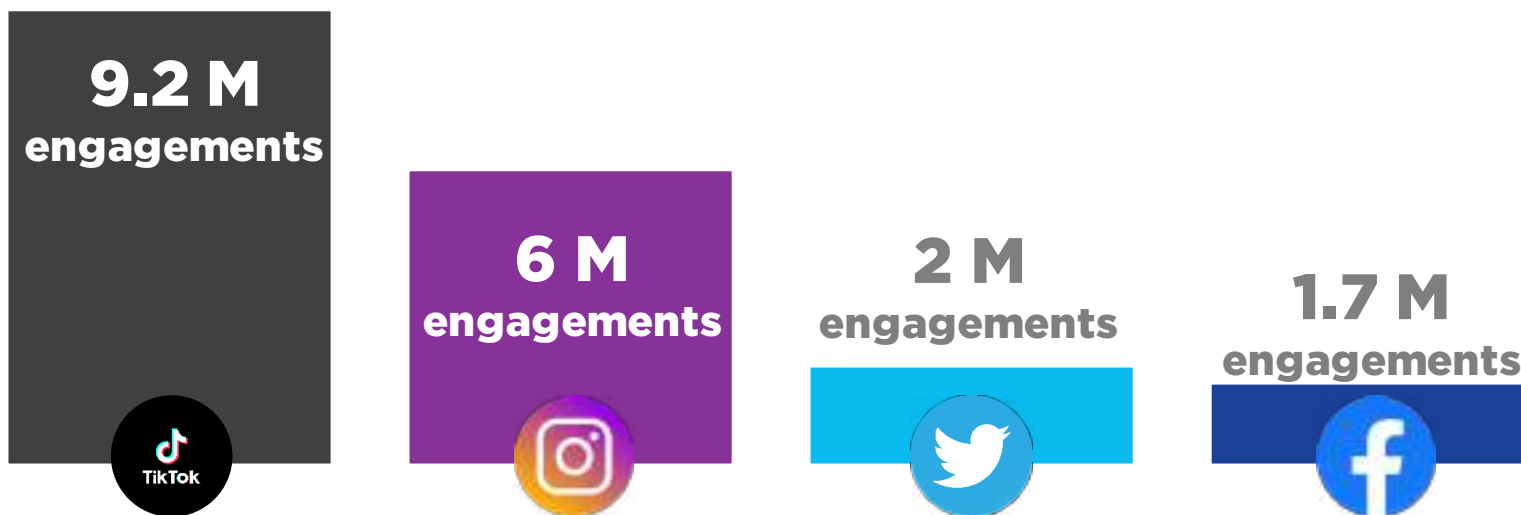 9.2 M
engagements
6 M
engagements
2 M
engagements
1.7 M
engagements
TikTok